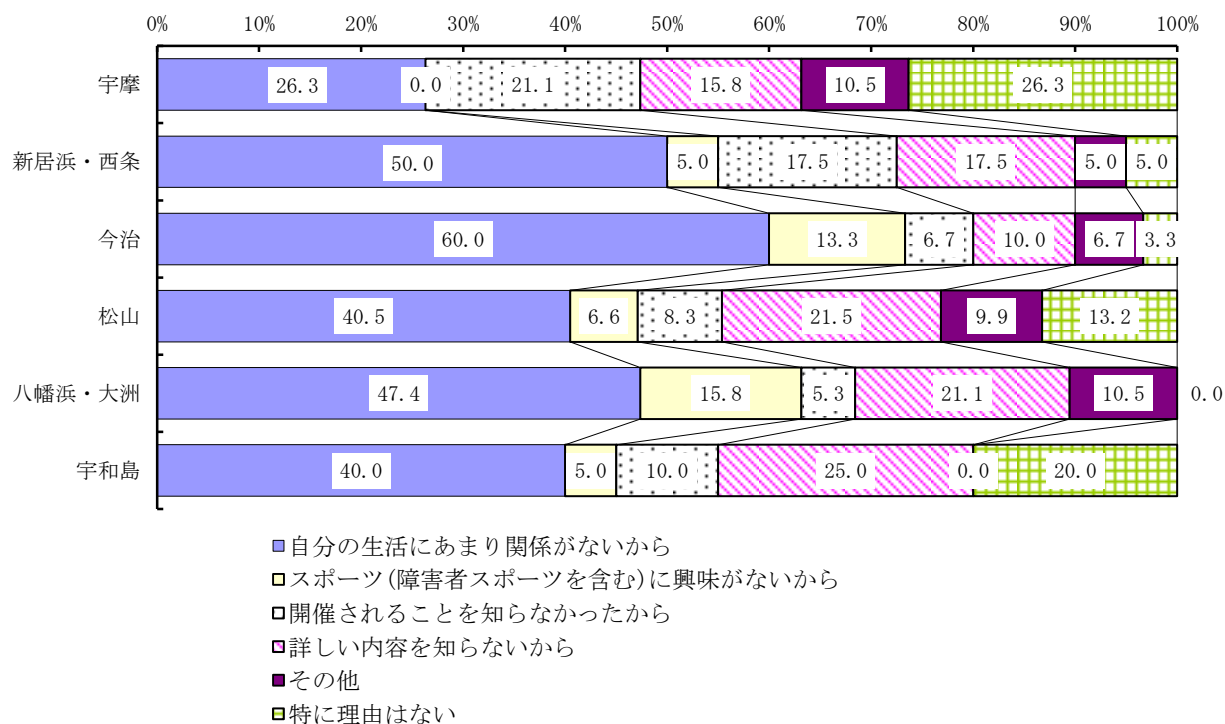 0% 10% 20% 30% 40% 50% 60% 70% 80% 90% 100%
宇摩 26.3 0.0 21.1 15.8 10.5 26.3
新居浜・西条 50.0 5.0 17.5 17.5 5.0 5.0
今治 60.0 13.3 6.7 10.0 6.7 3.3
松山 40.5 6.6 8.3 21.5 9.9 13.2
八幡浜・大洲 47.4 15.8 5.3 21.1 10.5 0.0
宇和島 40.0 5.0 10.0 25.0 0.0 20.0
自分の生活にあまり関係がないから
スポーツ(障害者スポーツを含む)に興味がないから
開催されることを知らなかったから
詳しい内容を知らないから
その他
特に理由はない